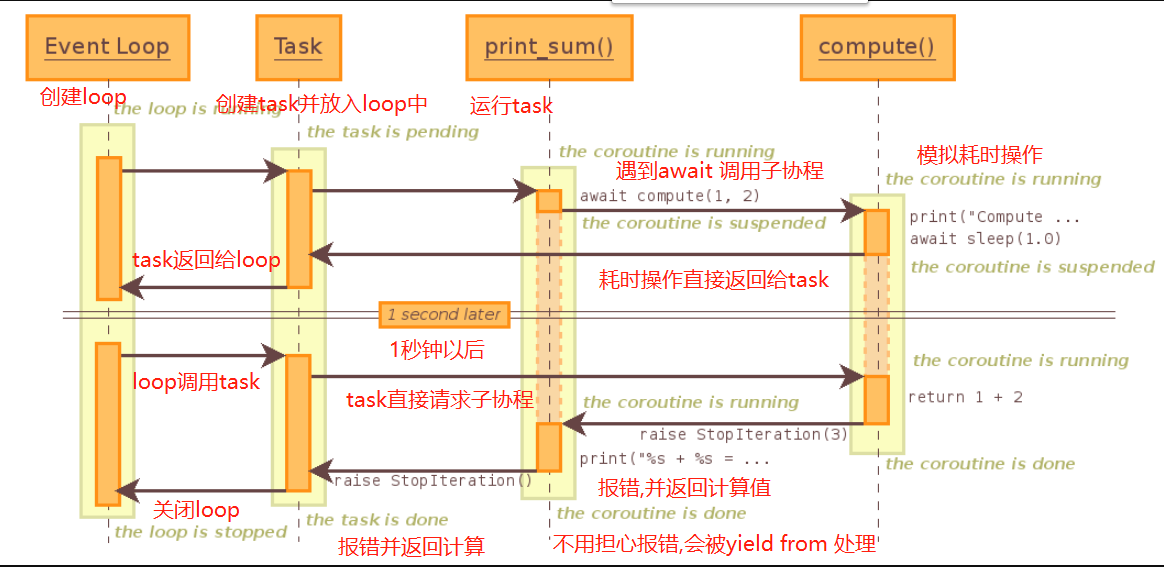 Event Loop
Task
print_sum()
compute()
创建loop
the loop is running
创建task并放入loop中
运行task
the task is pending
the coroutine is running
模拟耗时操作
遇到await 调用子协程
the coroutine is running
await compute(1, 2)
print("Compute ...
the coroutine is suspended
await sleep(1.0)
task返回给loop
耗时操作直接返回给task
the coroutine is suspended
1 second later
1秒钟以后
the coroutine is running
loop调用task
task直接请求子协程
the coroutine is running
return 1 + 2
raise StopIteration(3)
print("%s + %s = ...
the coroutine is done
raise StopIteration()
报错,并返回计算值
关闭loop
the coroutine is done
the task is done
the loop is stopped
报错并返回计算
不用担心报错,会被yield from 处理